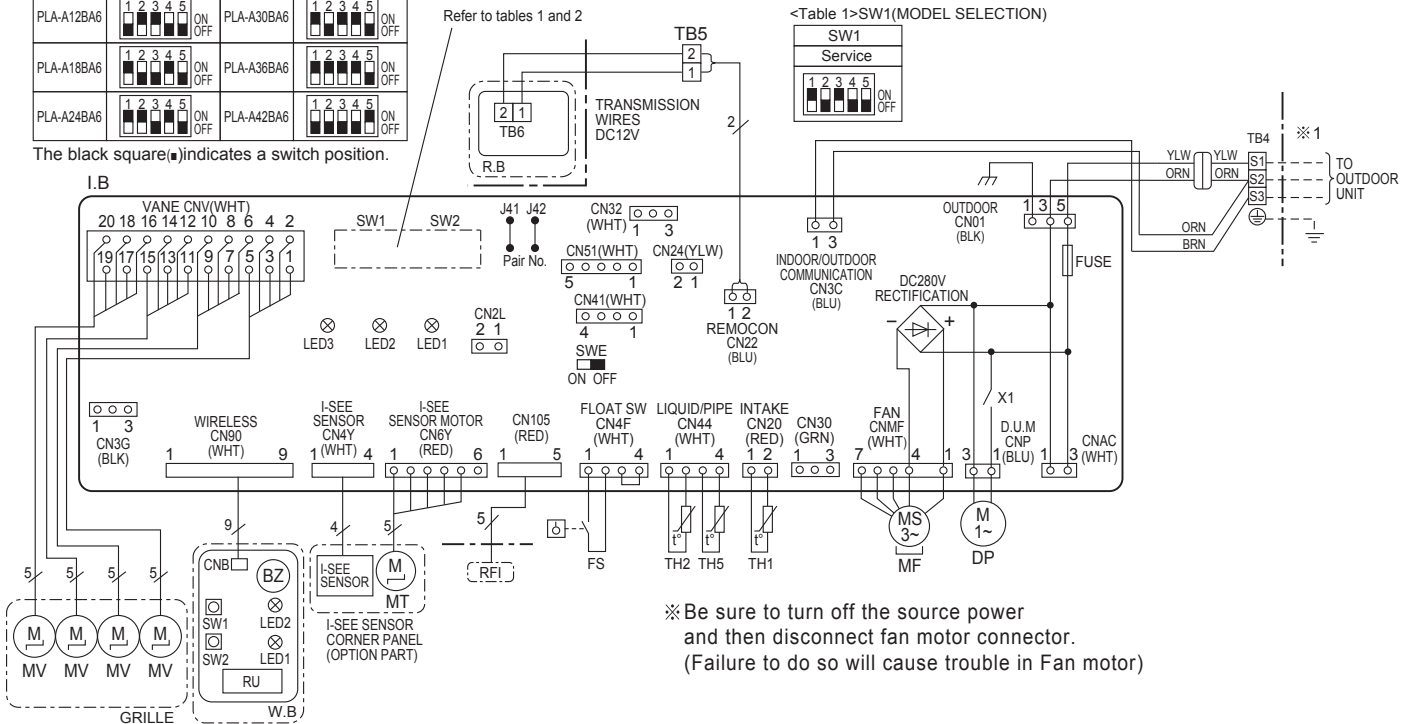 PLA-A12BA6 1 2 3 4 5 ON OFF PLA-A30BA6 1 2 3 4 5 ON OFF
PLA-A18BA6 1 2 3 4 5 ON OFF PLA-A36BA6 1 2 3 4 5 ON OFF
PLA-A24BA6 1 2 3 4 5 ON OFF PLA-A42BA6 1 2 3 4 5 ON OFF
The black square(■)indicates a switch position.
Refer to tables 1 and 2
<Table 1>SW1(MODEL SELECTION)
SW1
Service
1 2 3 4 5
ON
OFF
TB5
2
1
2 1
TB6
R.B
TRANSMISSION
WIRES
DC12V
2
TB4
※1
YLW YLW S1
ORN ORN S2
S3
TO
OUTDOOR
UNIT
ORN
BRN
I.B
VANE CNV(WHT)
20 18 16 14 12 10 8 6 4 2
19 17 15 13 11 9 7 5 3 1
SW1 SW2
J41 J42
Pair No.
CN32
(WHT) 1 3
CN51(WHT)
5 1
CN24(YLW)
2 1
CN41(WHT)
4 1
SWE
ON OFF
1 2
REMOCON
CN22
(BLU)
1 3
INDOOR/OUTDOOR
COMMUNICATION
CN3C
(BLU)
OUTDOOR
CN01
(BLK)
1 3 5
FUSE
DC280V
RECTIFICATION
− +
X1
LED3 LED2 LED1
CN2L
2 1
1 3
CN3G
(BLK)
WIRELESS
CN90
(WHT)
1 9
I-SEE
SENSOR
CN4Y
(WHT)
1 4
I-SEE
SENSOR MOTOR
CN6Y
(RED)
1 6
CN105
(RED)
1 5
FLOAT SW
CN4F
(WHT)
1 4
LIQUID/PIPE
CN44
(WHT)
1 4
INTAKE
CN20
(RED)
1 2
CN30
(GRN)
1 3
FAN
CNMF
(WHT)
7 4 1
D.U.M
CNP
(BLU)
3 1
CNAC
(WHT)
1 3
5 5 5 5
M M M M
MV MV MV MV
GRILLE
9
CNB
BZ
SW1
LED2
SW2
LED1
RU
W.B
4
5
I-SEE
SENSOR
M
MT
I-SEE SENSOR
CORNER PANEL
(OPTION PART)
5
RFI
FS
t° t° t°
TH2 TH5 TH1
MS
3~
MF
M
1~
DP
※Be sure to turn off the source power
and then disconnect fan motor connector.
(Failure to do so will cause trouble in Fan motor)